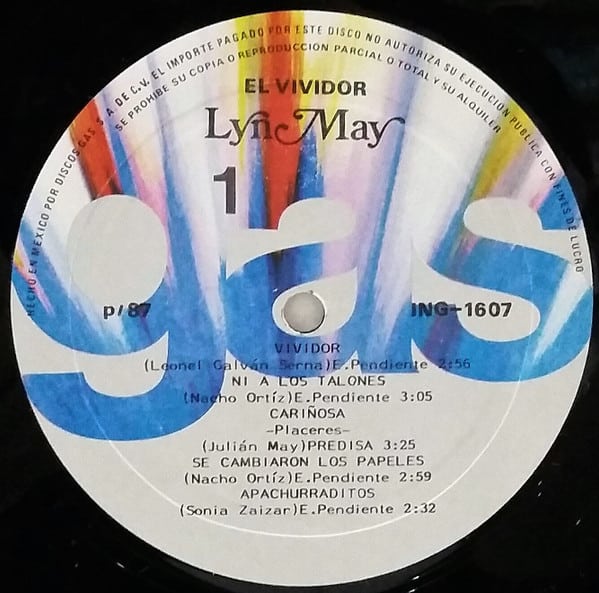 HECHO EN MEXICO POR DISCOS GAS S.A. DE C.V. EL IMPORTE PAGADO POR ESTE DISCO NO AUTORIZA SU EJECUCION PUBLICA CON FINES DE LUCRO
SE PROHIBE SU COPIA O REPRODUCCION PARCIAL O TOTAL Y SU ALQUILER
EL VIVIDOR
Lyn May
1
gas
p/87
ING-1607
VIVIDOR
(Leonel Galván Serna)E.Pendiente 2:56
NI A LOS TALONES
(Nacho Ortíz)E.Pendiente 3:05
CARIÑOSA
-Placeres-
(Julián May)PREDISA 3:25
SE CAMBIARON LOS PAPELES
(Nacho Ortíz)E.Pendiente 2:59
APACHURRADITOS
(Sonia Zaizar)E.Pendiente 2:32